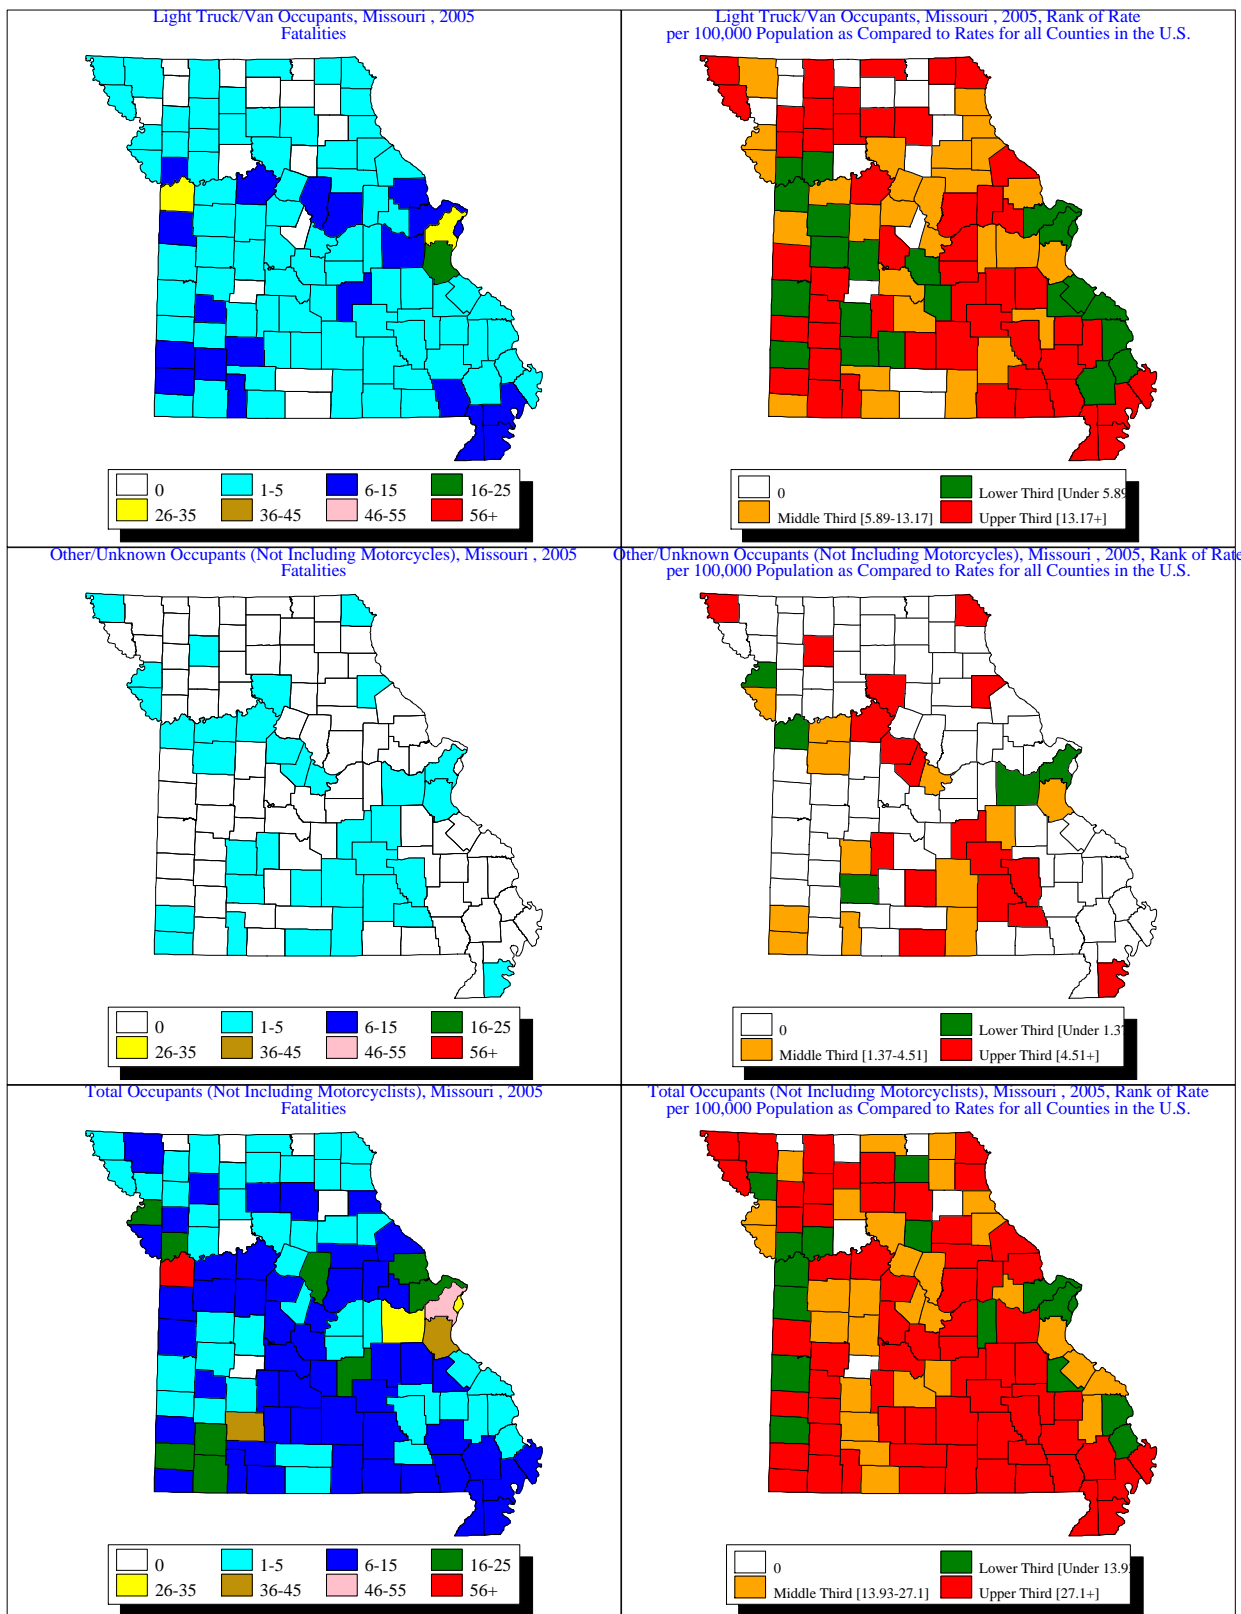 Light Truck/Van Occupants, Missouri , 2005
Fatalities
0
1-5
6-15
16-25
26-35
36-45
46-55
56+
Light Truck/Van Occupants, Missouri , 2005, Rank of Rate
per 100,000 Population as Compared to Rates for all Counties in the U.S.
0
Lower Third [Under 5.89
Middle Third [5.89-13.17]
Upper Third [13.17+]
Other/Unknown Occupants (Not Including Motorcycles), Missouri , 2005
Fatalities
0
1-5
6-15
16-25
26-35
36-45
46-55
56+
Other/Unknown Occupants (Not Including Motorcycles), Missouri , 2005, Rank of Rate
per 100,000 Population as Compared to Rates for all Counties in the U.S.
0
Lower Third [Under 1.37
Middle Third [1.37-4.51]
Upper Third [4.51+]
Total Occupants (Not Including Motorcyclists), Missouri , 2005
Fatalities
0
1-5
6-15
16-25
26-35
36-45
46-55
56+
Total Occupants (Not Including Motorcyclists), Missouri , 2005, Rank of Rate
per 100,000 Population as Compared to Rates for all Counties in the U.S.
0
Lower Third [Under 13.9
Middle Third [13.93-27.1]
Upper Third [27.1+]